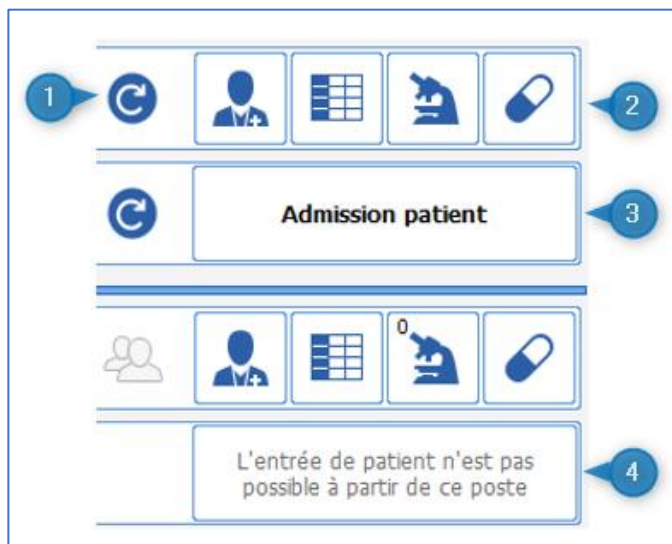 1
2
Admission patient
3
0
L'entrée de patient n'est pas
possible à partir de ce poste
4